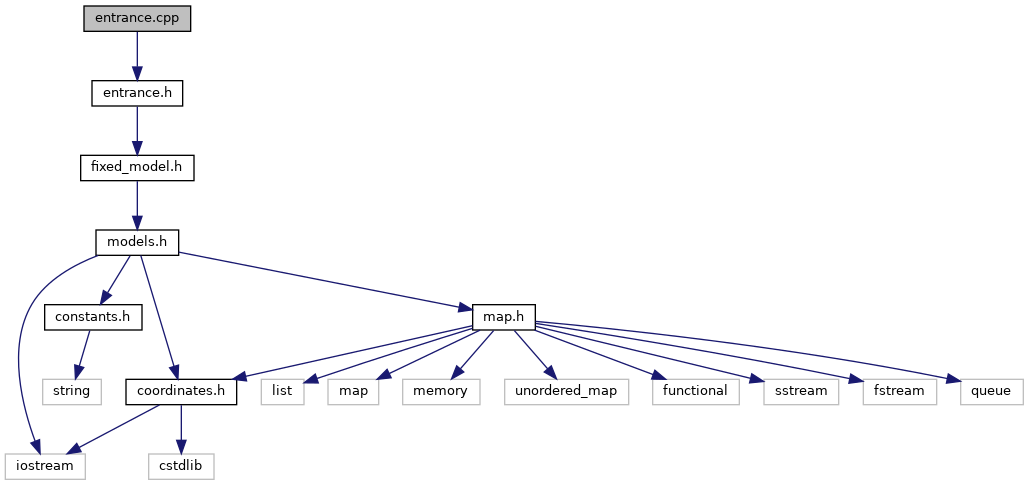 entrance.cpp
entrance.h
fixed_model.h
models.h
constants.h
map.h
string
coordinates.h
list
map
memory
unordered_map
functional
sstream
fstream
queue
iostream
cstdlib